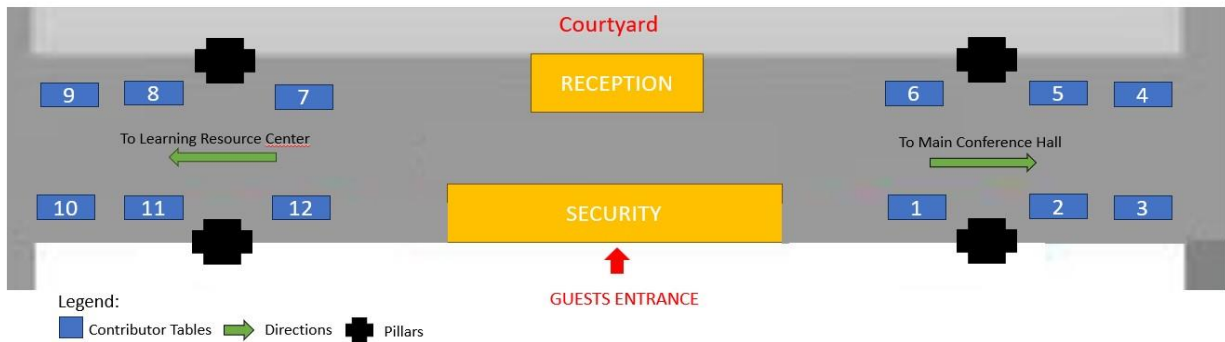 Courtyard
RECEPTION
9 8 7 6 5 4
To Learning Resource Center
To Main Conference Hall
10 11 12 SECURITY 1 2 3
GUESTS ENTRANCE
Legend:
Contributor Tables Directions Pillars